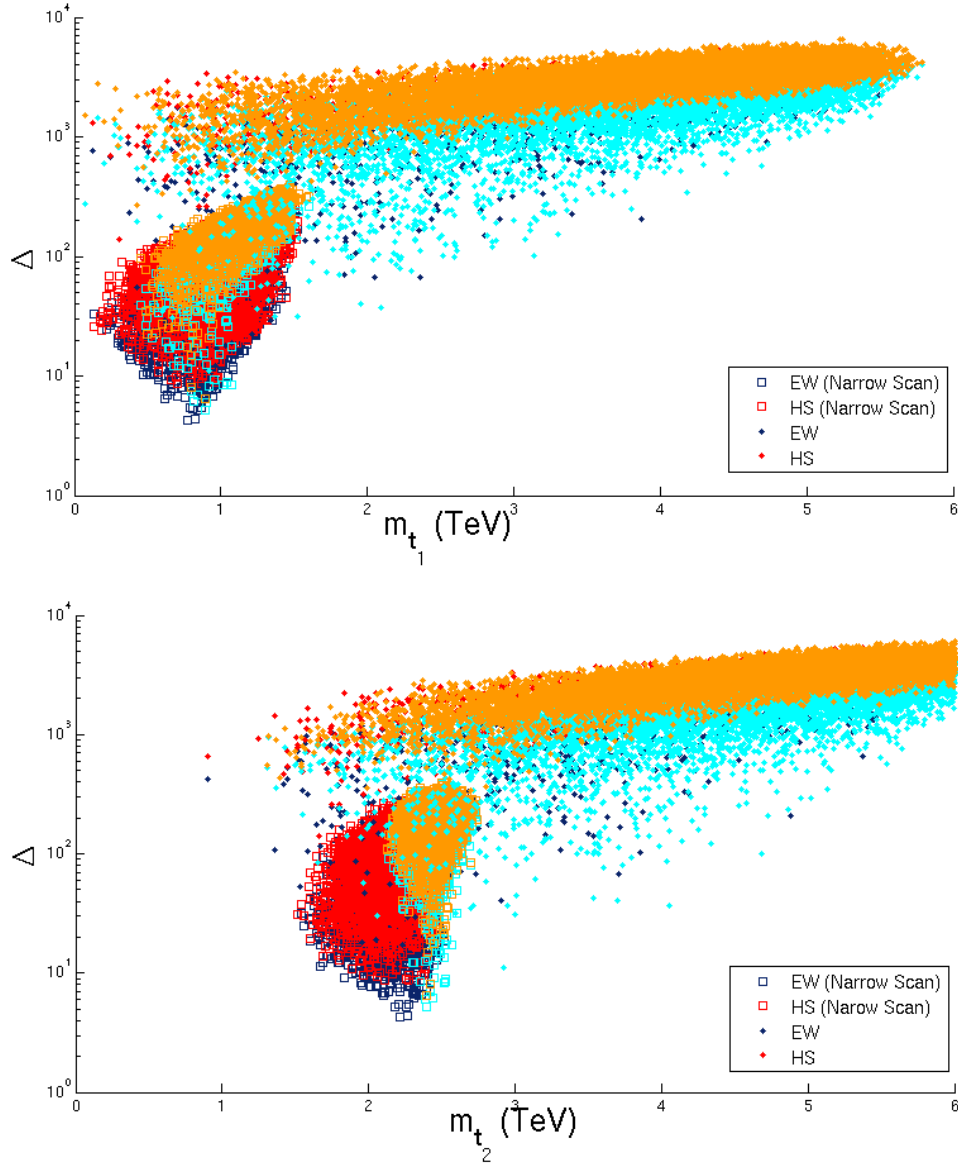 10⁴
10³
10²
10¹
10⁰
Δ
0
1
2
3
4
5
6
m_t₁ (TeV)
EW (Narrow Scan)
HS (Narrow Scan)
EW
HS
10⁴
10³
10²
10¹
10⁰
Δ
0
1
2
3
4
5
6
m_t₂ (TeV)
EW (Narrow Scan)
HS (Narow Scan)
EW
HS